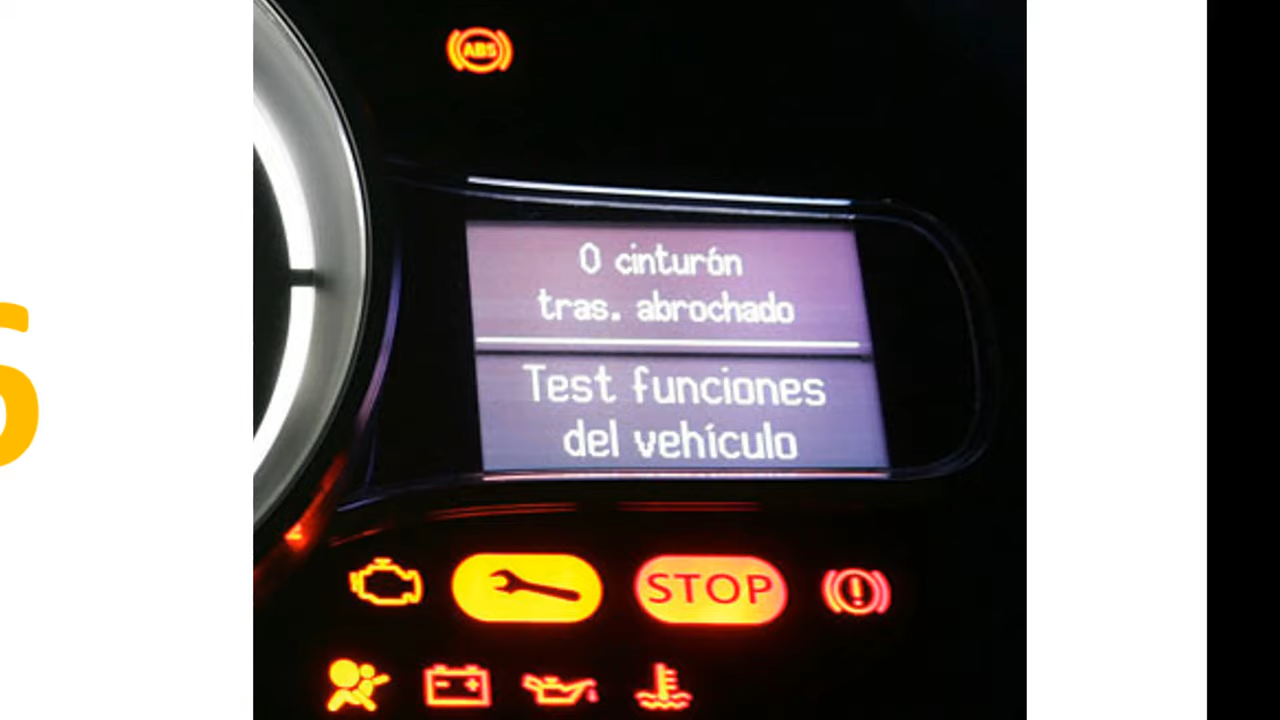 ABS
0 cinturón
tras. abrochado
Test funciones
del vehículo
STOP